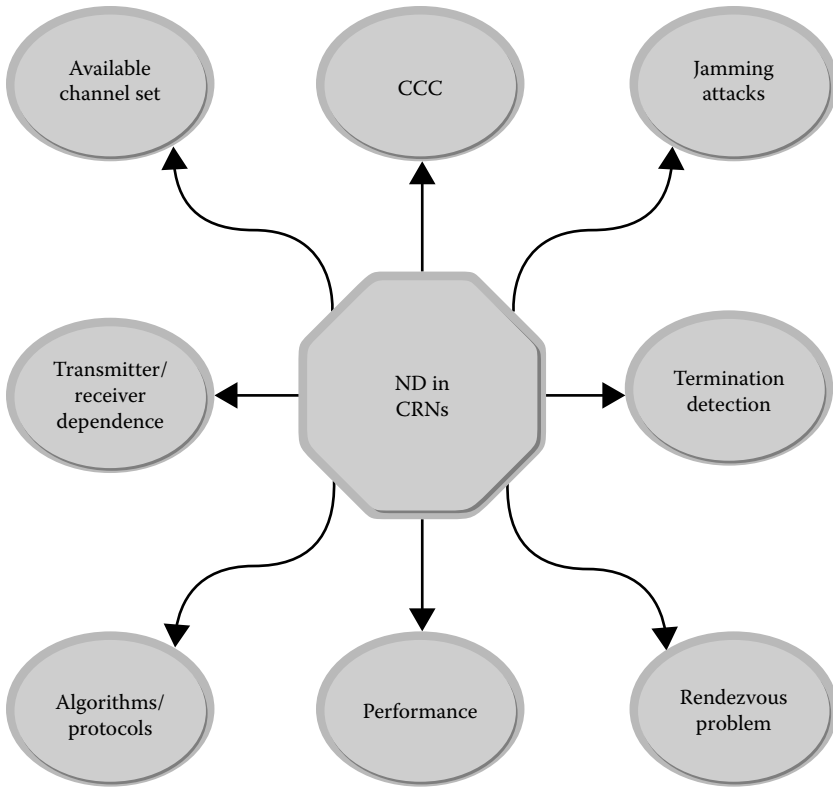 Available
channel set
CCC
Jamming
attacks
Transmitter/
receiver
dependence
ND in
CRNs
Termination
detection
Algorithms/
protocols
Performance
Rendezvous
problem